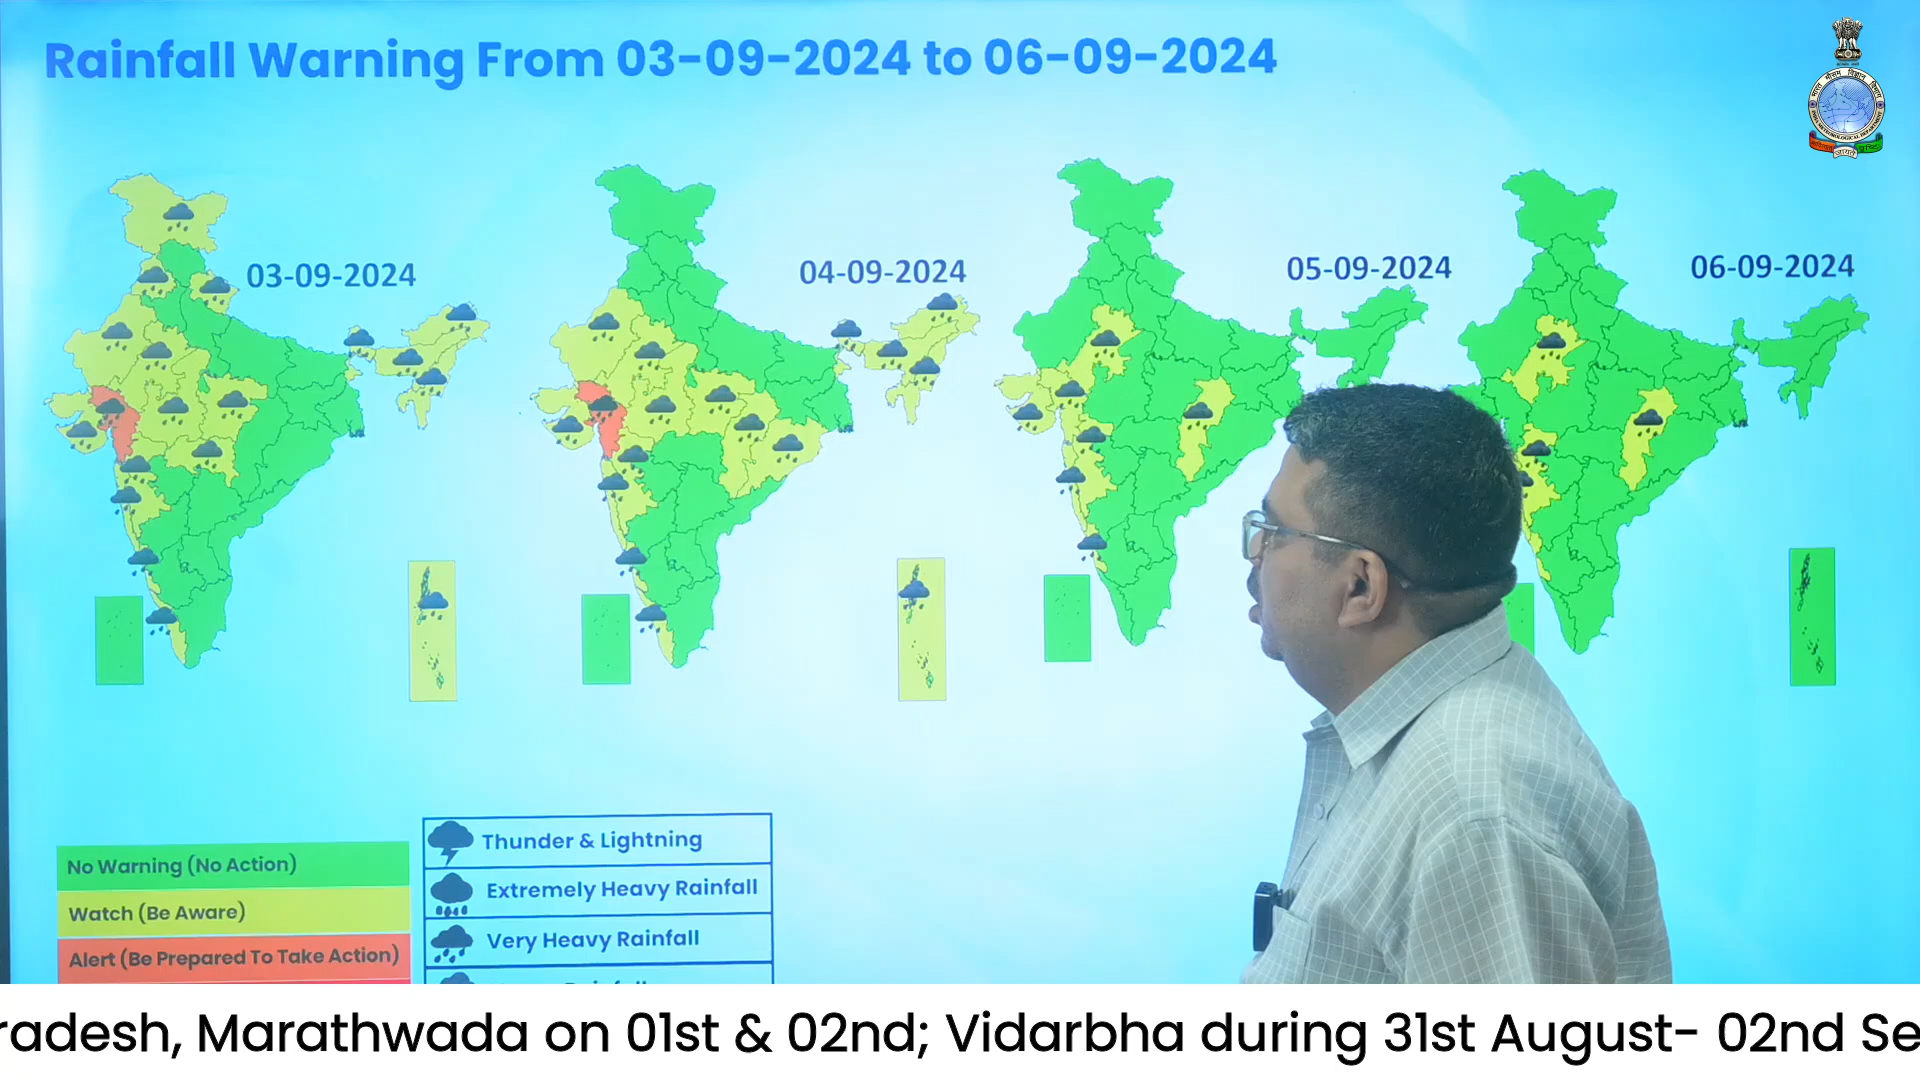 Rainfall Warning From 03-09-2024 to 06-09-2024
03-09-2024
04-09-2024
05-09-2024
06-09-2024
No Warning (No Action)
Watch (Be Aware)
Alert (Be Prepared To Take Action)
Thunder & Lightning
Extremely Heavy Rainfall
Very Heavy Rainfall
radesh, Marathwada on 01st & 02nd; Vidarbha during 31st August- 02nd Se